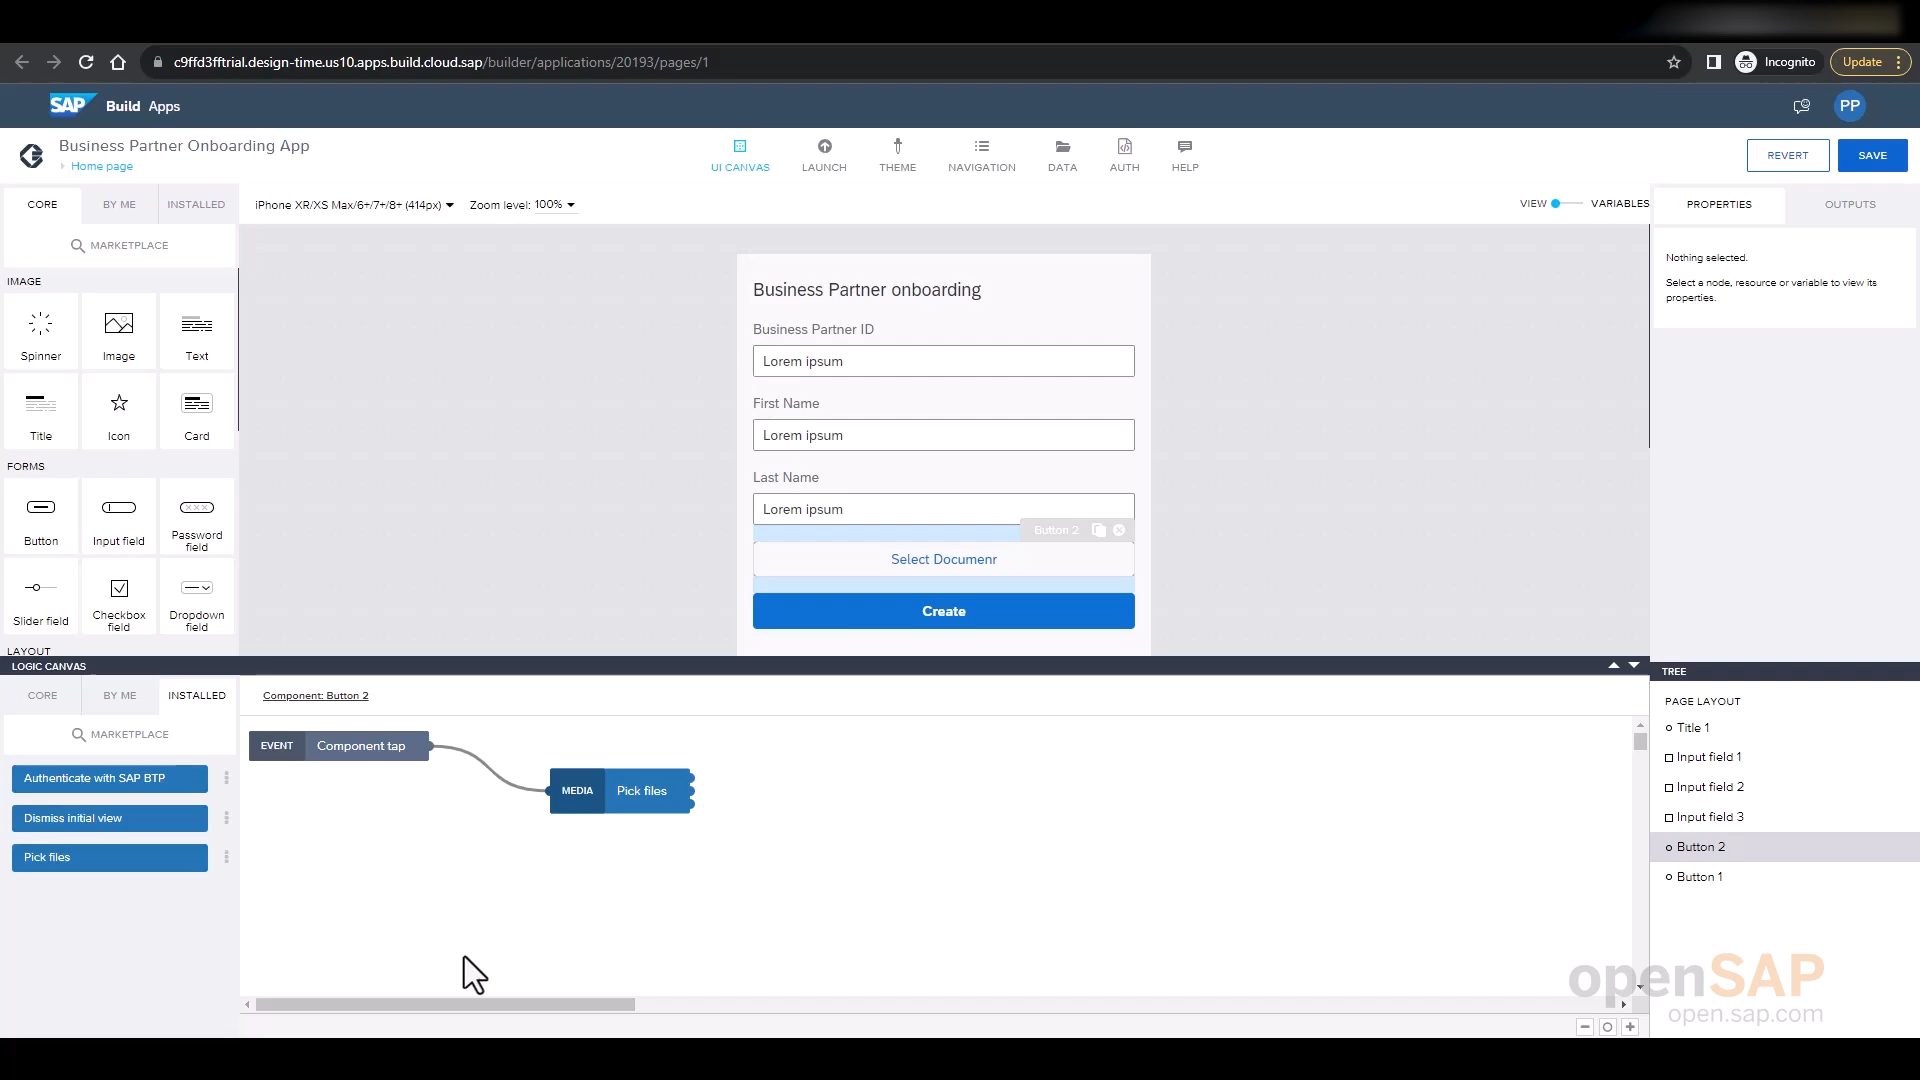 c9ffd3fftrial.design-time.us10.apps.build.cloud.sap/builder/applications/20193/pages/1
Incognito
Update
SAP Build Apps
PP
Business Partner Onboarding App
Home page
UI CANVAS
LAUNCH
THEME
NAVIGATION
DATA
AUTH
HELP
REVERT
SAVE
CORE
BY ME
INSTALLED
iPhone XR/XS Max/6+/7+/8+ (414px)
Zoom level: 100%
VIEW
VARIABLES
PROPERTIES
OUTPUTS
MARKETPLACE
IMAGE
Spinner
Image
Text
Title
Icon
Card
FORMS
Button
Input field
Password
field
Slider field
Checkbox
field
Dropdown
field
LAYOUT
Business Partner onboarding
Business Partner ID
Lorem ipsum
First Name
Lorem ipsum
Last Name
Lorem ipsum
Button 2
Select Documenr
Create
Nothing selected.
Select a node, resource or variable to view its
properties.
LOGIC CANVAS
CORE
BY ME
INSTALLED
MARKETPLACE
Authenticate with SAP BTP
Dismiss initial view
Pick files
Component: Button 2
EVENT
Component tap
MEDIA
Pick files
TREE
PAGE LAYOUT
Title 1
Input field 1
Input field 2
Input field 3
Button 2
Button 1
openSAP
open.sap.com